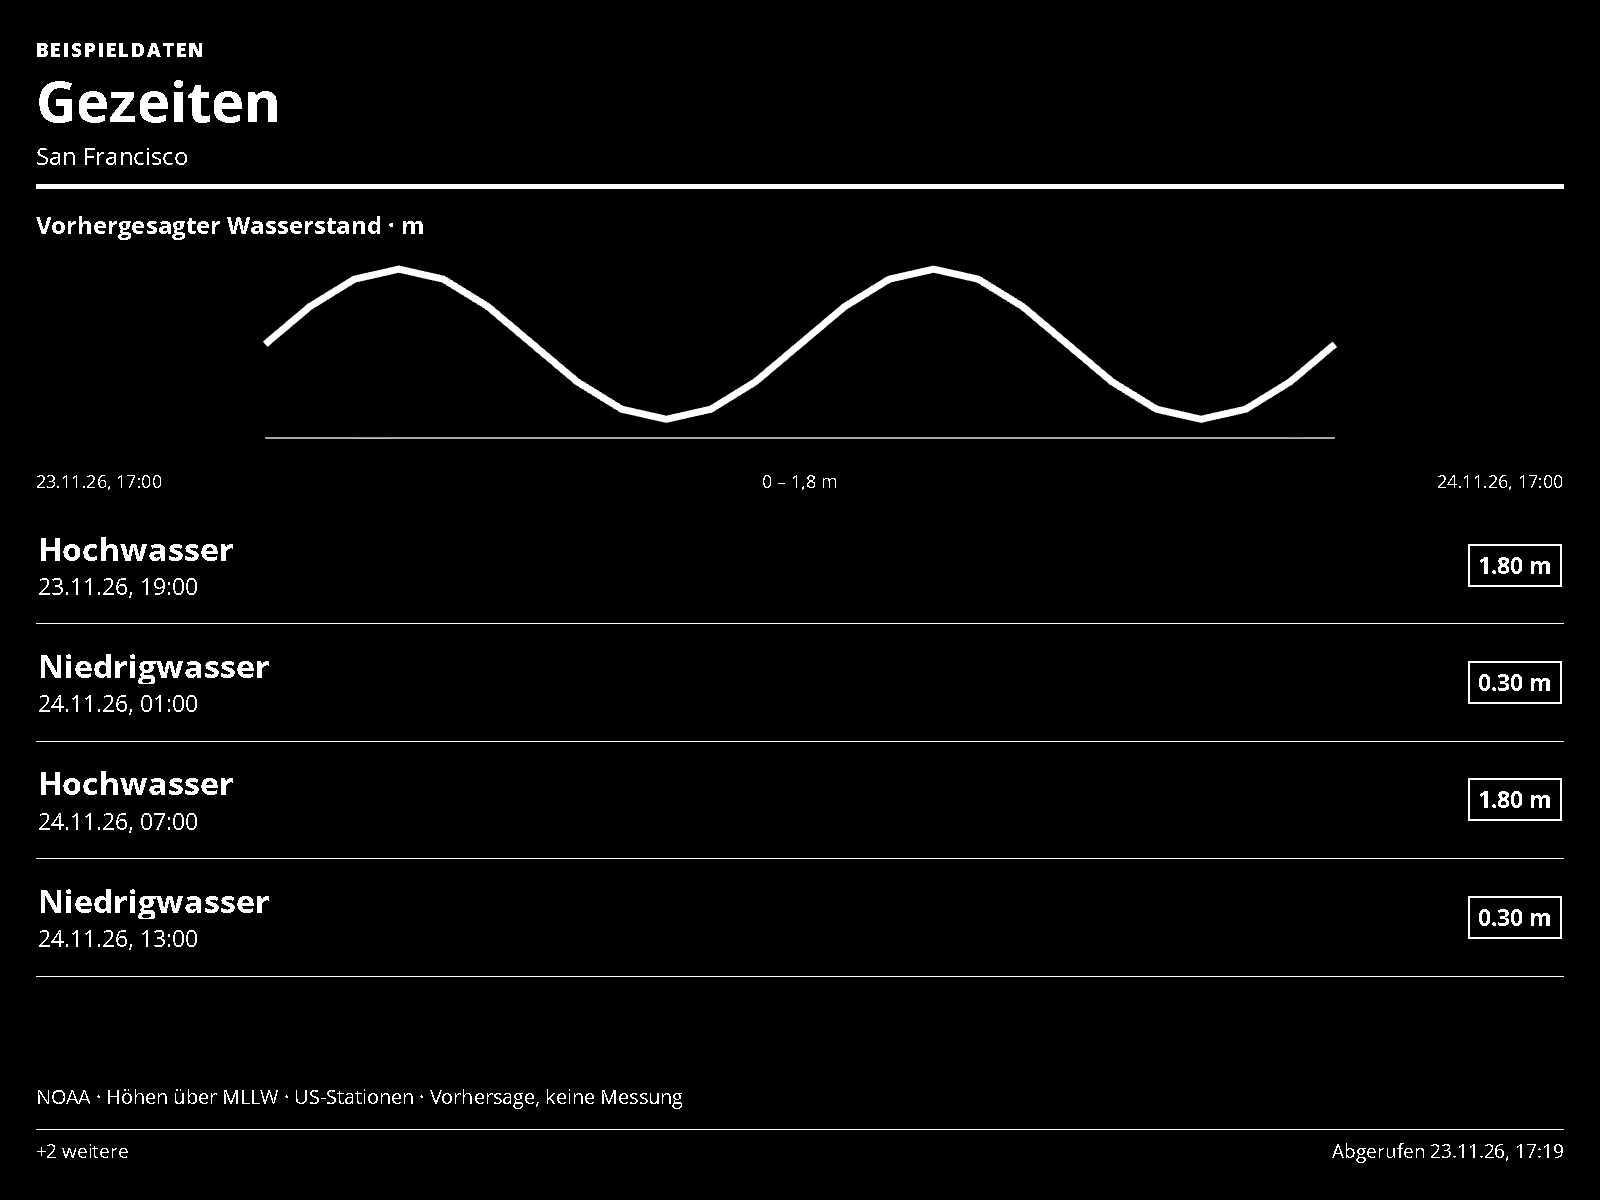 BEISPIELDATEN
Gezeiten
San Francisco
Vorhergesagter Wasserstand · m
23.11.26, 17:00
0 – 1,8 m
24.11.26, 17:00
Hochwasser
23.11.26, 19:00
1.80 m
Niedrigwasser
24.11.26, 01:00
0.30 m
Hochwasser
24.11.26, 07:00
1.80 m
Niedrigwasser
24.11.26, 13:00
0.30 m
NOAA · Höhen über MLLW · US-Stationen · Vorhersage, keine Messung
+2 weitere
Abgerufen 23.11.26, 17:19